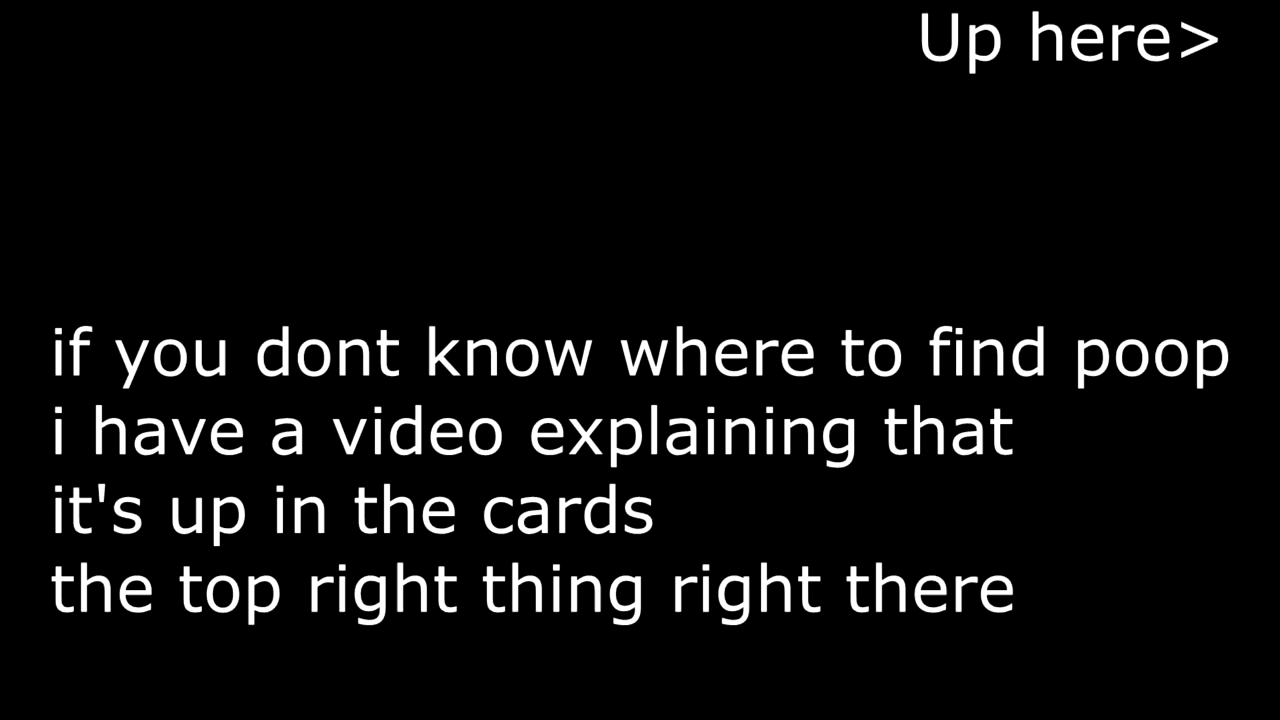 Up here>
if you dont know where to find poop
i have a video explaining that
it's up in the cards
the top right thing right there